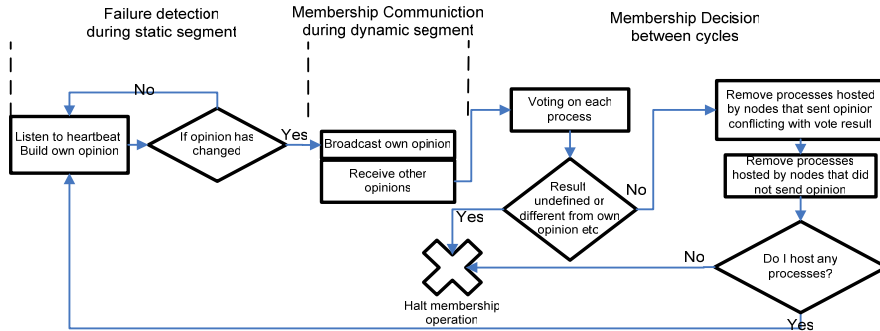 Failure detection
during static segment
Membership Communiction
during dynamic segment
Membership Decision
between cycles
No
Listen to heartbeat
Build own opinion
If opinion has
changed
Yes
Broadcast own opinion
Receive other
opinions
Voting on each
process
Result
undefined or
different from own
opinion etc
Yes
No
Halt membership
operation
Remove processes hosted
by nodes that sent opinion
conflicting with vote result
Remove processes
hosted by nodes that did
not send opinion
Do I host any
processes?
No
Yes